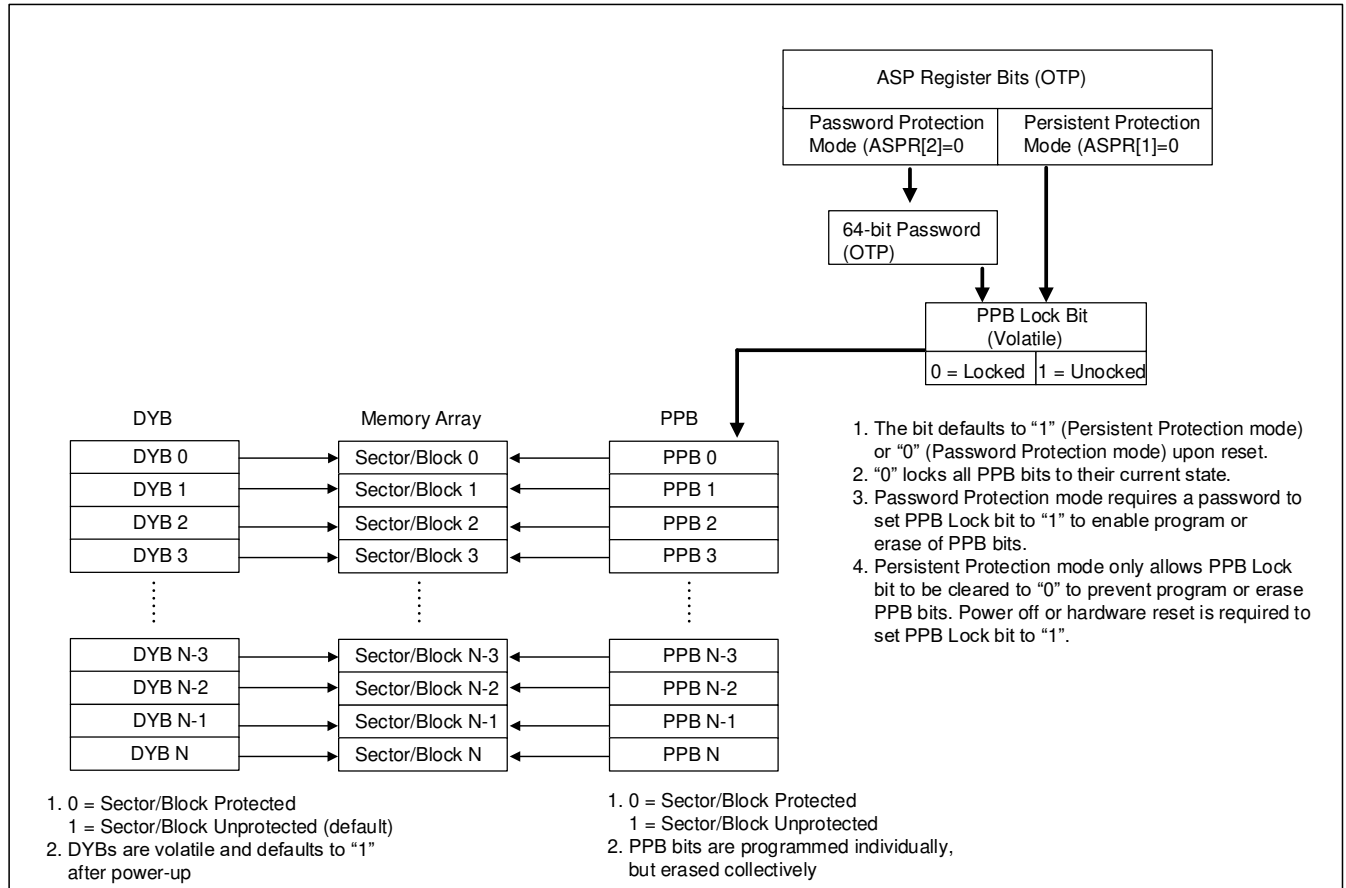 ASP Register Bits (OTP)
Password Protection
Mode (ASPR[2]=0
Persistent Protection
Mode (ASPR[1]=0
64-bit Password
(OTP)
PPB Lock Bit
(Volatile)
0 = Locked
1 = Unocked
1. The bit defaults to “1” (Persistent Protection mode)
or “0” (Password Protection mode) upon reset.
2. “0” locks all PPB bits to their current state.
3. Password Protection mode requires a password to
set PPB Lock bit to “1” to enable program or
erase of PPB bits.
4. Persistent Protection mode only allows PPB Lock
bit to be cleared to “0” to prevent program or erase
PPB bits. Power off or hardware reset is required to
set PPB Lock bit to “1”.
DYB Memory Array PPB
DYB 0 Sector/Block 0 PPB 0
DYB 1 Sector/Block 1 PPB 1
DYB 2 Sector/Block 2 PPB 2
DYB 3 Sector/Block 3 PPB 3
DYB N-3 Sector/Block N-3 PPB N-3
DYB N-2 Sector/Block N-2 PPB N-2
DYB N-1 Sector/Block N-1 PPB N-1
DYB N Sector/Block N PPB N
1. 0 = Sector/Block Protected
1 = Sector/Block Unprotected (default)
2. DYBs are volatile and defaults to “1”
after power-up
1. 0 = Sector/Block Protected
1 = Sector/Block Unprotected
2. PPB bits are programmed individually,
but erased collectively